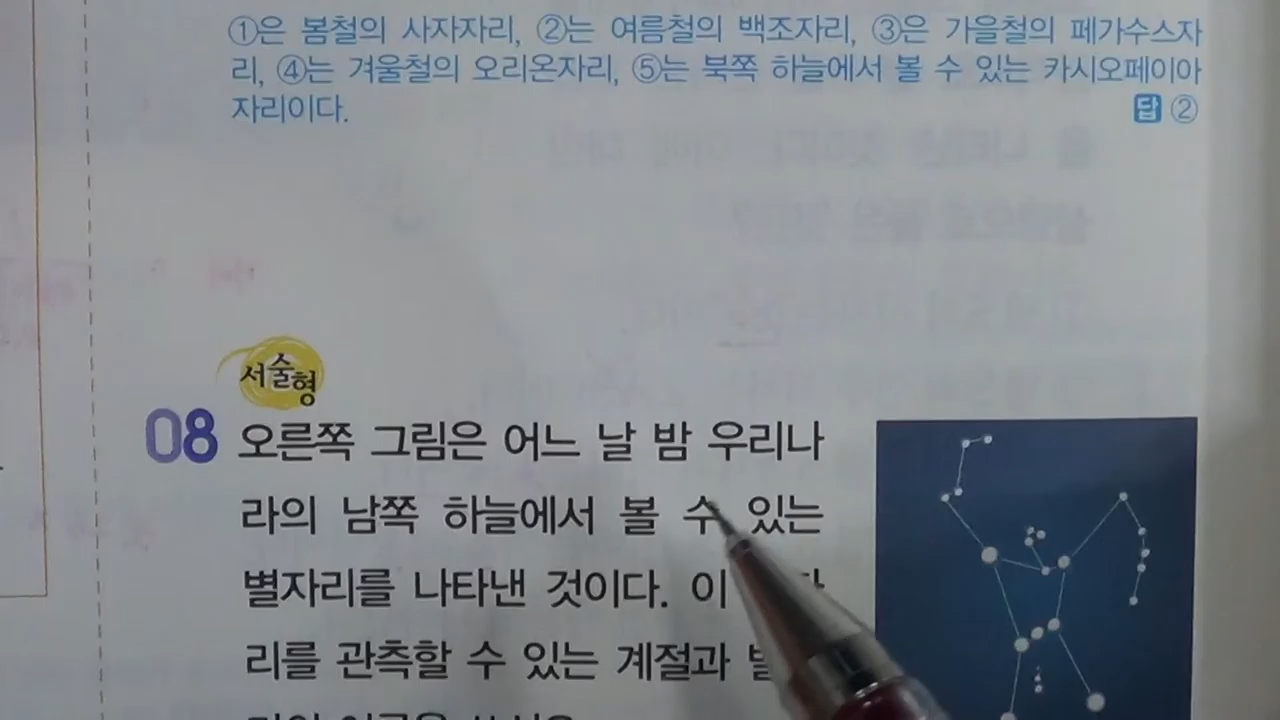 ①은 봄철의 사자자리, ②는 여름철의 백조자리, ③은 가을철의 페가수스자
리, ④는 겨울철의 오리온자리, ⑤는 북쪽 하늘에서 볼 수 있는 카시오페이아
자리이다. 답 ②
서술형
08 오른쪽 그림은 어느 날 밤 우리나
라의 남쪽 하늘에서 볼 수 있는
별자리를 나타낸 것이다. 이
리를 관측할 수 있는 계절과